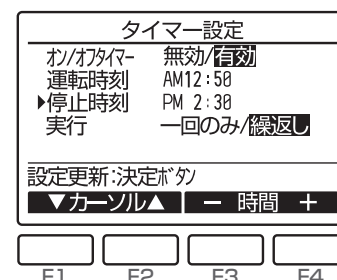 タイマー設定
オン/オフタイマー 無効/有効
運転時刻 AM12:50
▶停止時刻 PM 2:30
実行 一回のみ/繰返し
設定更新:決定ボタン
▼カーソル▲ − 時間 +
F1 F2 F3 F4